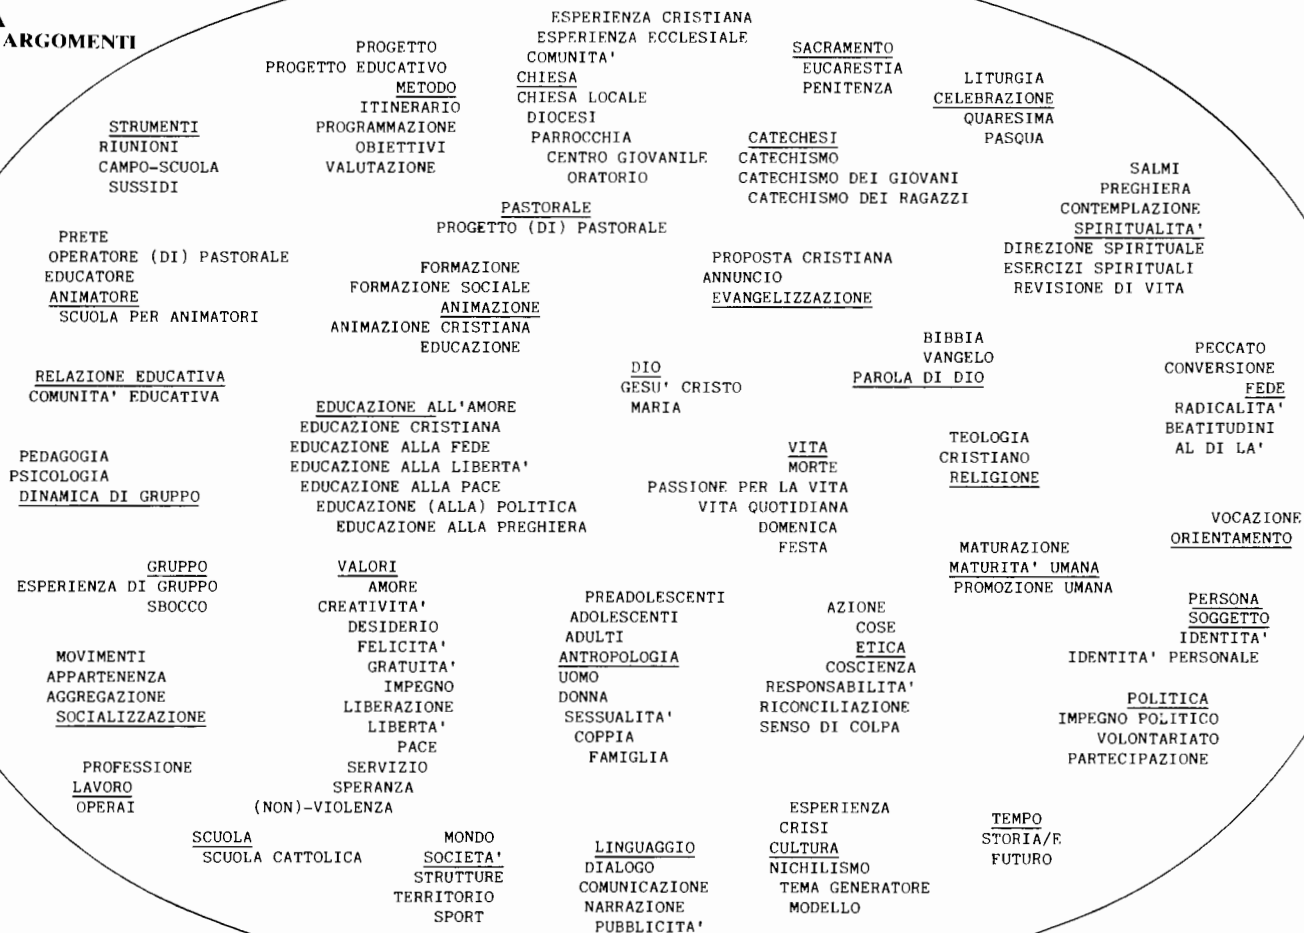 ARGOMENTI
PROGETTO
PROGETTO EDUCATIVO
METODO
ITINERARIO
PROGRAMMAZIONE
OBIETTIVI
VALUTAZIONE
ESPERIENZA CRISTIANA
ESPERIENZA ECCLESIALE
COMUNITA'
CHIESA
CHIESA LOCALE
DIOCESI
PARROCCHIA
CENTRO GIOVANILE
ORATORIO
SACRAMENTO
EUCARESTIA
PENITENZA
LITURGIA
CELEBRAZIONE
QUARESIMA
PASQUA
STRUMENTI
RIUNIONI
CAMPO-SCUOLA
SUSSIDI
CATECHESI
CATECHISMO
CATECHISMO DEI GIOVANI
CATECHISMO DEI RAGAZZI
SALMI
PREGHIERA
CONTEMPLAZIONE
SPIRITUALITA'
DIREZIONE SPIRITUALE
ESERCIZI SPIRITUALI
REVISIONE DI VITA
PASTORALE
PROGETTO (DI) PASTORALE
PRETE
OPERATORE (DI) PASTORALE
EDUCATORE
ANIMATORE
SCUOLA PER ANIMATORI
FORMAZIONE
FORMAZIONE SOCIALE
ANIMAZIONE
ANIMAZIONE CRISTIANA
EDUCAZIONE
PROPOSTA CRISTIANA
ANNUNCIO
EVANGELIZZAZIONE
BIBBIA
VANGELO
PAROLA DI DIO
PECCATO
CONVERSIONE
FEDE
RADICALITA'
BEATITUDINI
AL DI LA'
RELAZIONE EDUCATIVA
COMUNITA' EDUCATIVA
DIO
GESU' CRISTO
MARIA
EDUCAZIONE ALL'AMORE
EDUCAZIONE CRISTIANA
EDUCAZIONE ALLA FEDE
EDUCAZIONE ALLA LIBERTA'
EDUCAZIONE ALLA PACE
EDUCAZIONE (ALLA) POLITICA
EDUCAZIONE ALLA PREGHIERA
PEDAGOGIA
PSICOLOGIA
DINAMICA DI GRUPPO
VITA
MORTE
PASSIONE PER LA VITA
VITA QUOTIDIANA
DOMENICA
FESTA
TEOLOGIA
CRISTIANO
RELIGIONE
VOCAZIONE
ORIENTAMENTO
MATURAZIONE
MATURITA' UMANA
PROMOZIONE UMANA
GRUPPO
ESPERIENZA DI GRUPPO
SBOCCO
VALORI
AMORE
CREATIVITA'
DESIDERIO
FELICITA'
GRATUITA'
IMPEGNO
LIBERAZIONE
LIBERTA'
PACE
SERVIZIO
SPERANZA
(NON)-VIOLENZA
PREADOLESCENTI
ADOLESCENTI
ADULTI
ANTROPOLOGIA
UOMO
DONNA
SESSUALITA'
COPPIA
FAMIGLIA
AZIONE
COSE
ETICA
COSCIENZA
RESPONSABILITA'
RICONCILIAZIONE
SENSO DI COLPA
PERSONA
SOGGETTO
IDENTITA'
IDENTITA' PERSONALE
MOVIMENTI
APPARTENENZA
AGGREGAZIONE
SOCIALIZZAZIONE
POLITICA
IMPEGNO POLITICO
VOLONTARIATO
PARTECIPAZIONE
PROFESSIONE
LAVORO
OPERAI
SCUOLA
SCUOLA CATTOLICA
MONDO
SOCIETA'
STRUTTURE
TERRITORIO
SPORT
LINGUAGGIO
DIALOGO
COMUNICAZIONE
NARRAZIONE
PUBBLICITA'
ESPERIENZA
CRISI
CULTURA
NICHILISMO
TEMA GENERATORE
MODELLO
TEMPO
STORIA/E
FUTURO